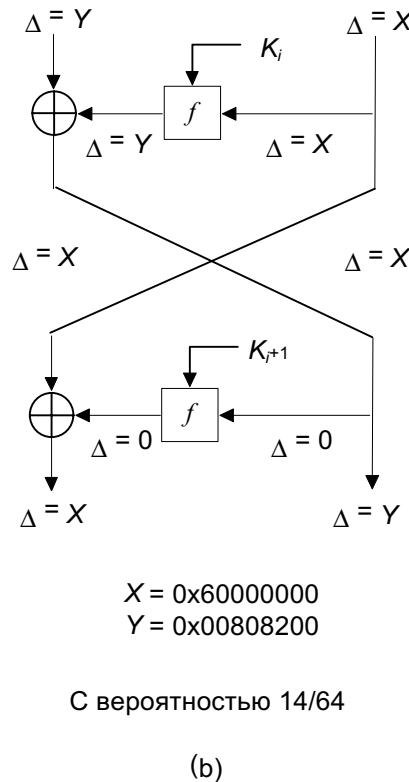 Δ = Y
Δ = X
Kᵢ
f
Δ = Y
Δ = X
Δ = X
Δ = X
Kᵢ₊₁
f
Δ = 0
Δ = 0
Δ = X
Δ = Y
X = 0x60000000
Y = 0x00808200
С вероятностью 14/64
(b)